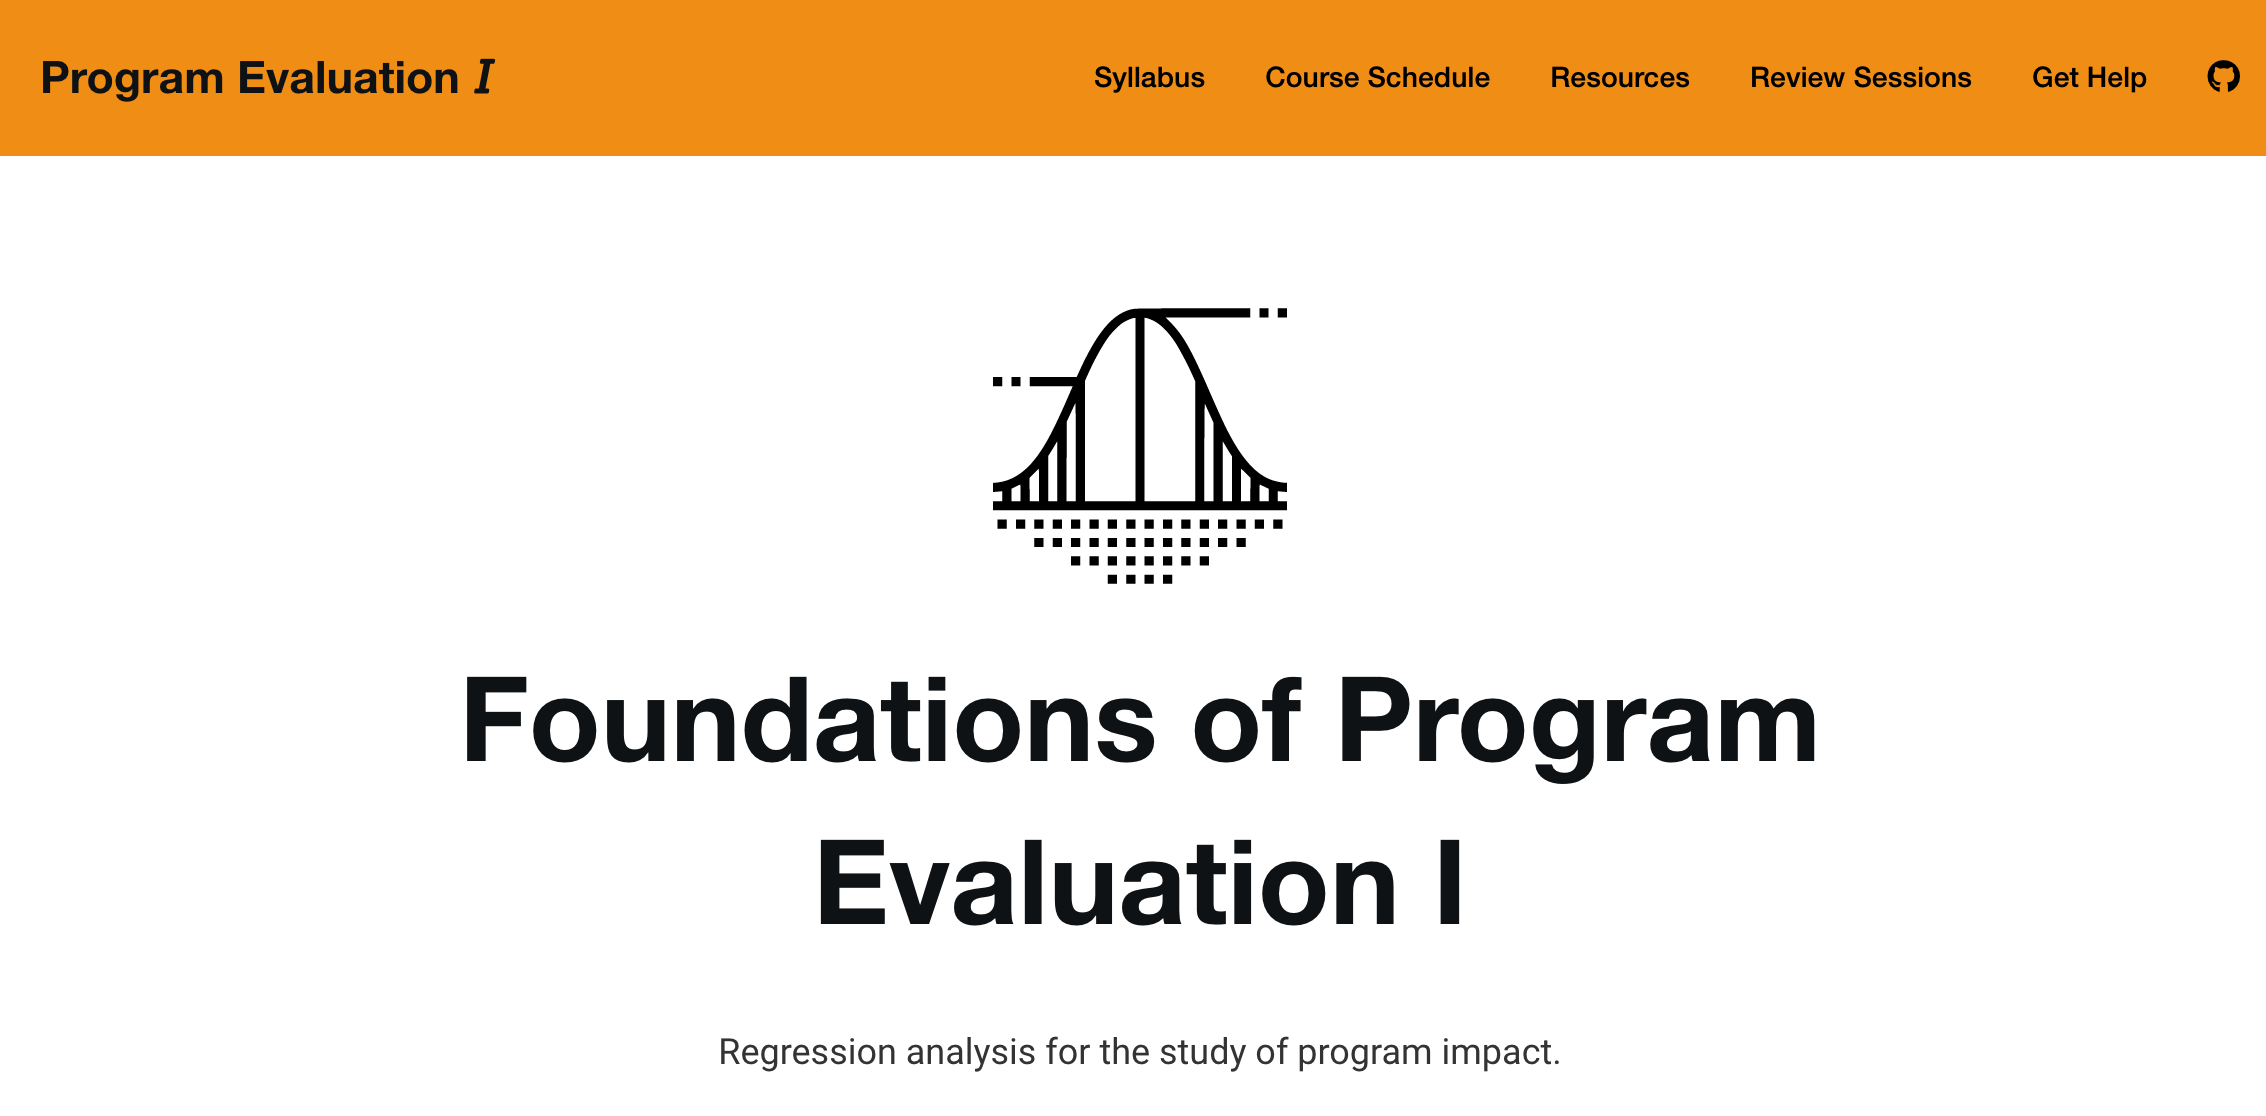 Program Evaluation I
Syllabus Course Schedule Resources Review Sessions Get Help
Foundations of Program
Evaluation I
Regression analysis for the study of program impact.